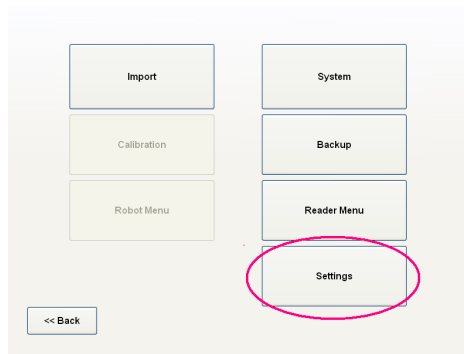 Import
System
Calibration
Backup
Robot Menu
Reader Menu
Settings
<< Back